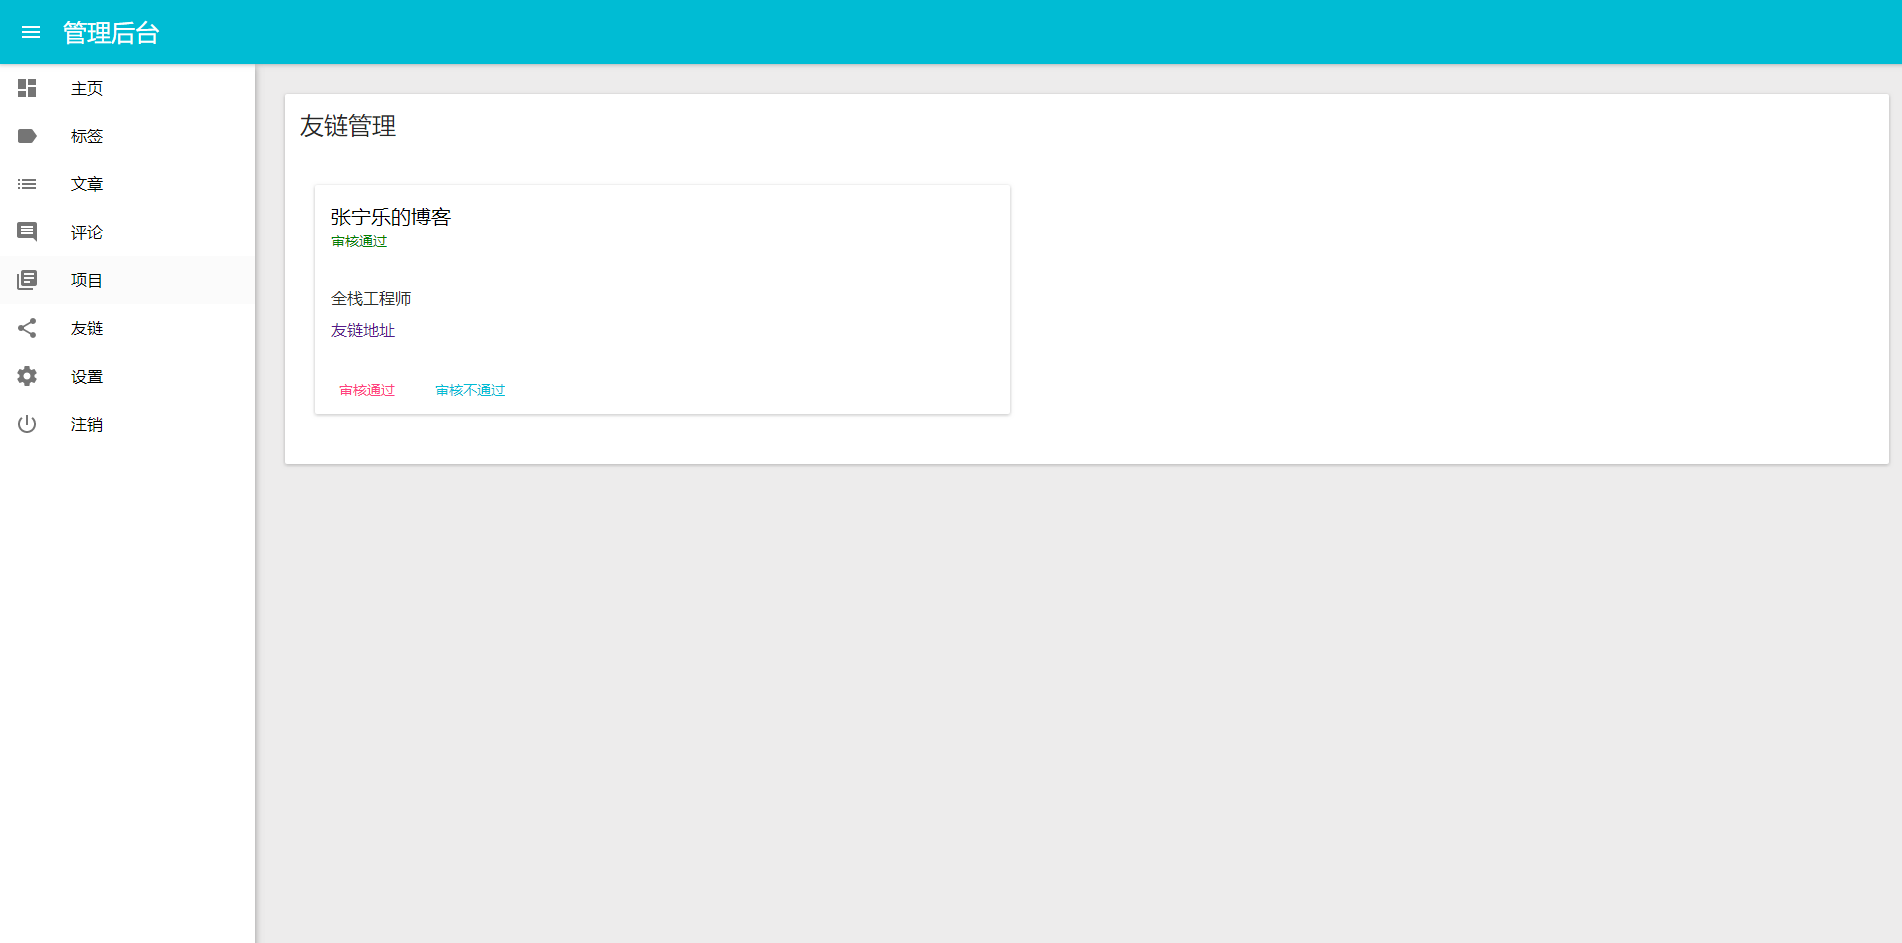 管理后台
主页
标签
文章
评论
项目
友链
设置
注销
友链管理
张宁乐的博客
审核通过
全栈工程师
友链地址
审核通过 审核不通过